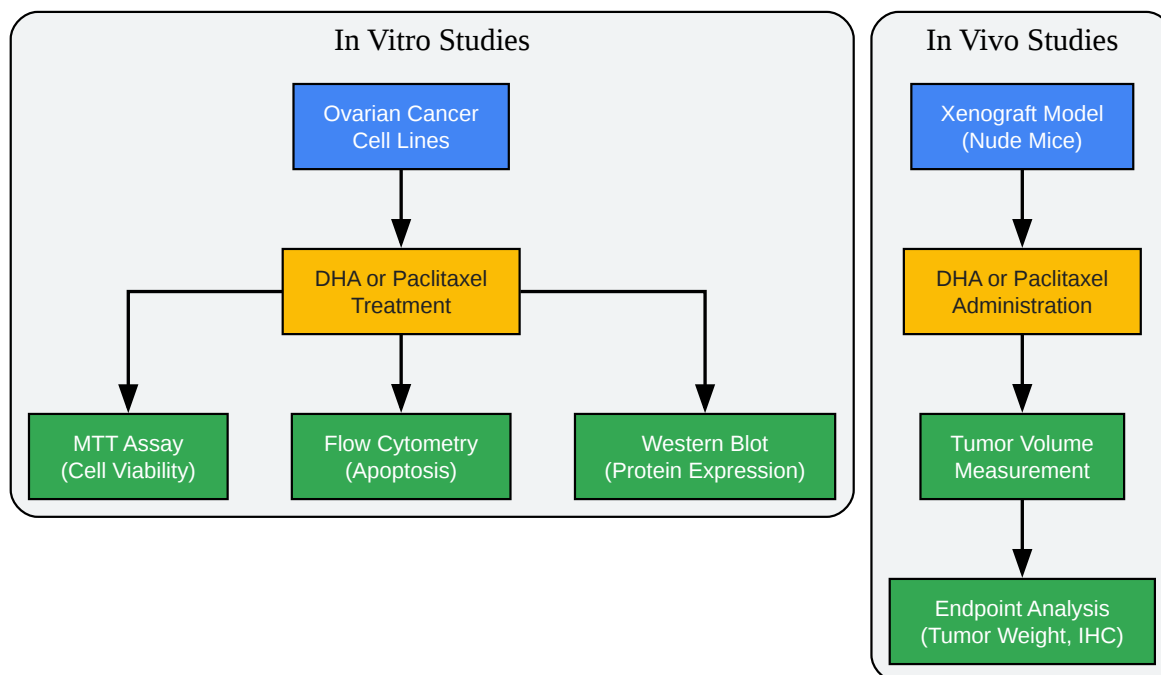 In Vitro Studies
Ovarian Cancer
Cell Lines
DHA or Paclitaxel
Treatment
MTT Assay
(Cell Viability)
Flow Cytometry
(Apoptosis)
Western Blot
(Protein Expression)
In Vivo Studies
Xenograft Model
(Nude Mice)
DHA or Paclitaxel
Administration
Tumor Volume
Measurement
Endpoint Analysis
(Tumor Weight, IHC)